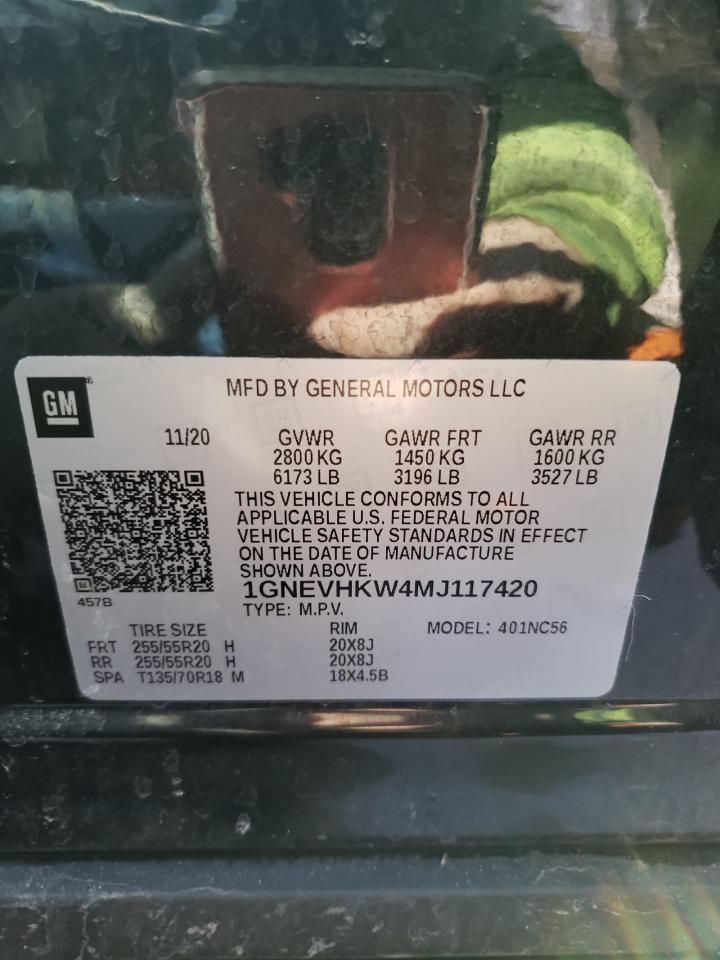 GM®
MFD BY GENERAL MOTORS LLC
11/20 GVWR GAWR FRT GAWR RR
2800 KG 1450 KG 1600 KG
6173 LB 3196 LB 3527 LB
THIS VEHICLE CONFORMS TO ALL
APPLICABLE U.S. FEDERAL MOTOR
VEHICLE SAFETY STANDARDS IN EFFECT
ON THE DATE OF MANUFACTURE
SHOWN ABOVE.
1GNEVHKW4MJ117420
457B
TYPE: M.P.V.
TIRE SIZE RIM MODEL: 401NC56
FRT 255/55R20 H 20X8J
RR 255/55R20 H 20X8J
SPA T135/70R18 M 18X4.5B